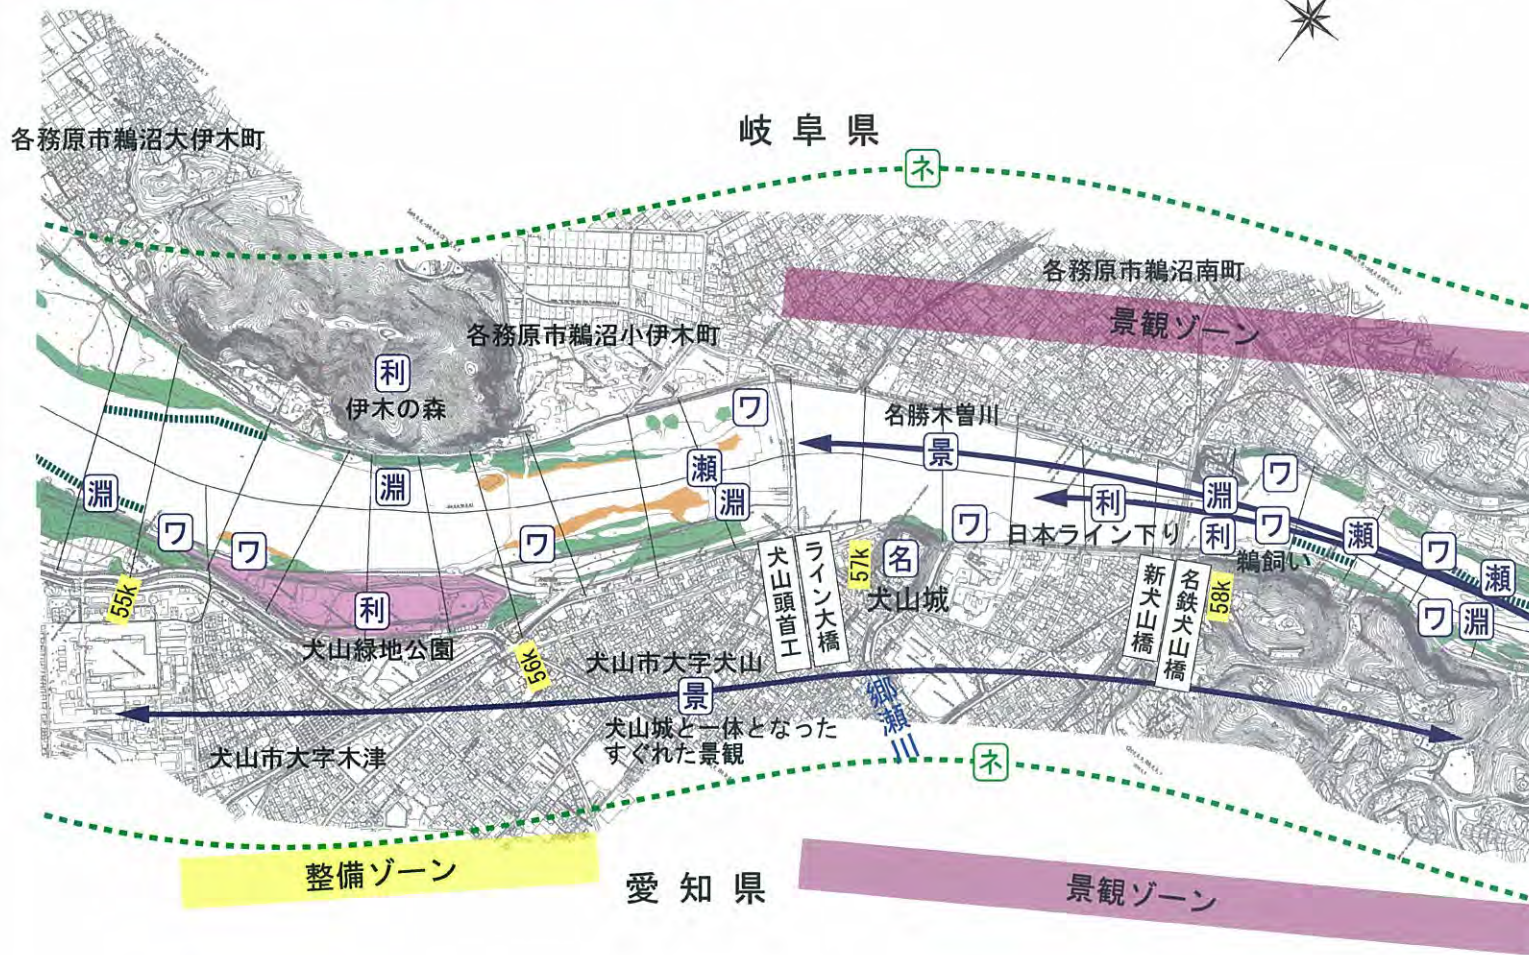 岐阜県
ネ
各務原市鵜沼大伊木町
各務原市鵜沼南町
景観ゾーン
各務原市鵜沼小伊木町
利
伊木の森
ワ
名勝木曽川
景
瀬
淵
淵
淵
ワ
ワ
ワ
淵
ワ
利
日本ライン下り
利
ワ
鵜飼い
瀬
ワ
瀬
ワ
淵
ワ
55k
利
犬山緑地公園
56k
犬山頭首工
ライン大橋
57k
名
犬山城
新犬山橋
名鉄犬山橋
58k
犬山市大字犬山
景
犬山城と一体となった
すぐれた景観
郷瀬川
犬山市大字木津
ネ
整備ゾーン
愛知県
景観ゾーン